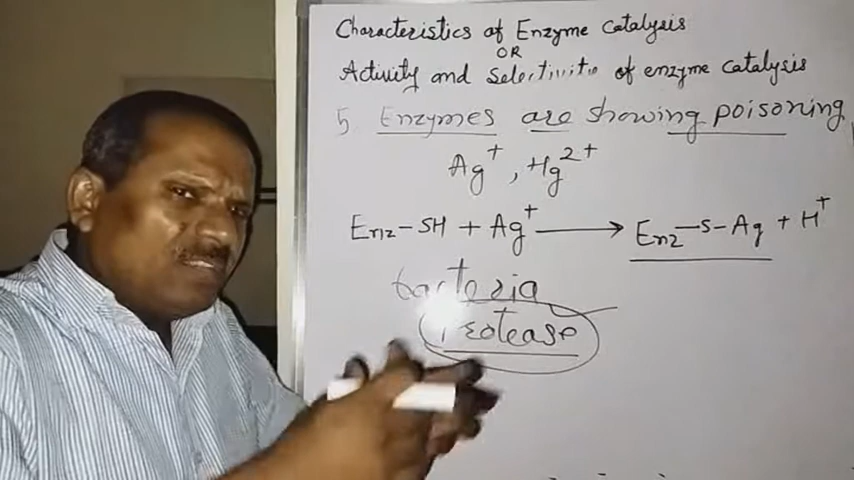 Characteristics of Enzyme Catalysis
OR
Activity and Selectivity of enzyme Catalysis
5 Enzymes are showing poisoning
Ag⁺, Hg²⁺
Enz-SH + Ag⁺ → Enz-S-Ag + H⁺
bacteria
Protease